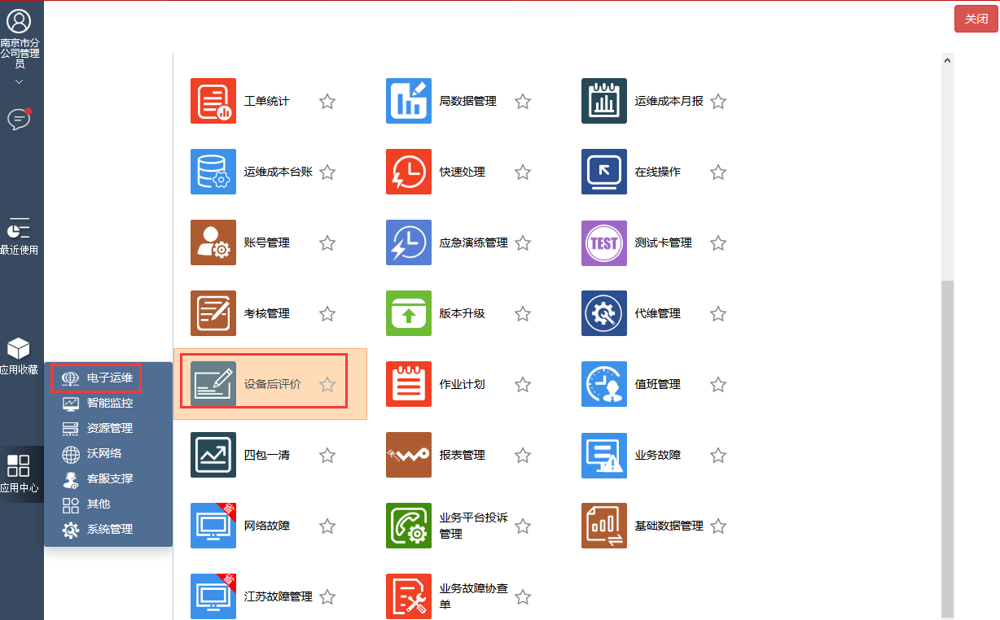 关闭
南京市分
公司管理
员
最近使用
应用收藏
应用中心
电子运维
智能监控
资源管理
沃网络
客服支撑
其他
系统管理
工单统计
局数据管理
运维成本月报
运维成本台账
快速处理
在线操作
账号管理
应急演练管理
TEST
测试卡管理
考核管理
版本升级
代维管理
设备后评价
作业计划
值班管理
四包一清
沃
报表管理
业务故障
省
网络故障
业务平台投诉
管理
基础数据管理
省
江苏故障管理
业务故障协查
单